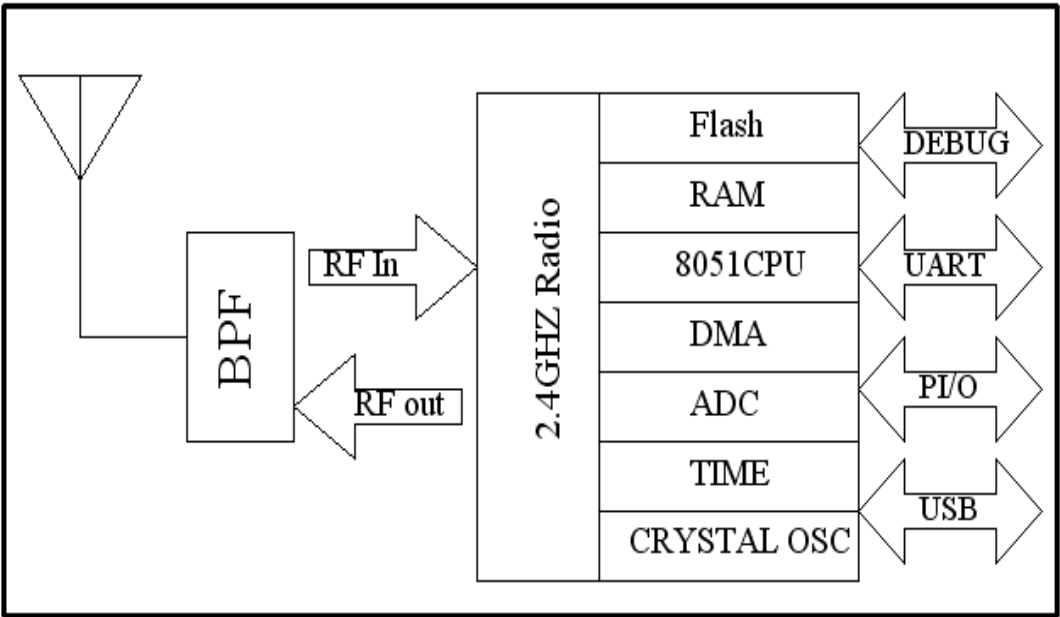 BPF
RF In
RF out
2.4GHZ Radio
Flash
RAM
8051CPU
DMA
ADC
TIME
CRYSTAL OSC
DEBUG
UART
PI/O
USB